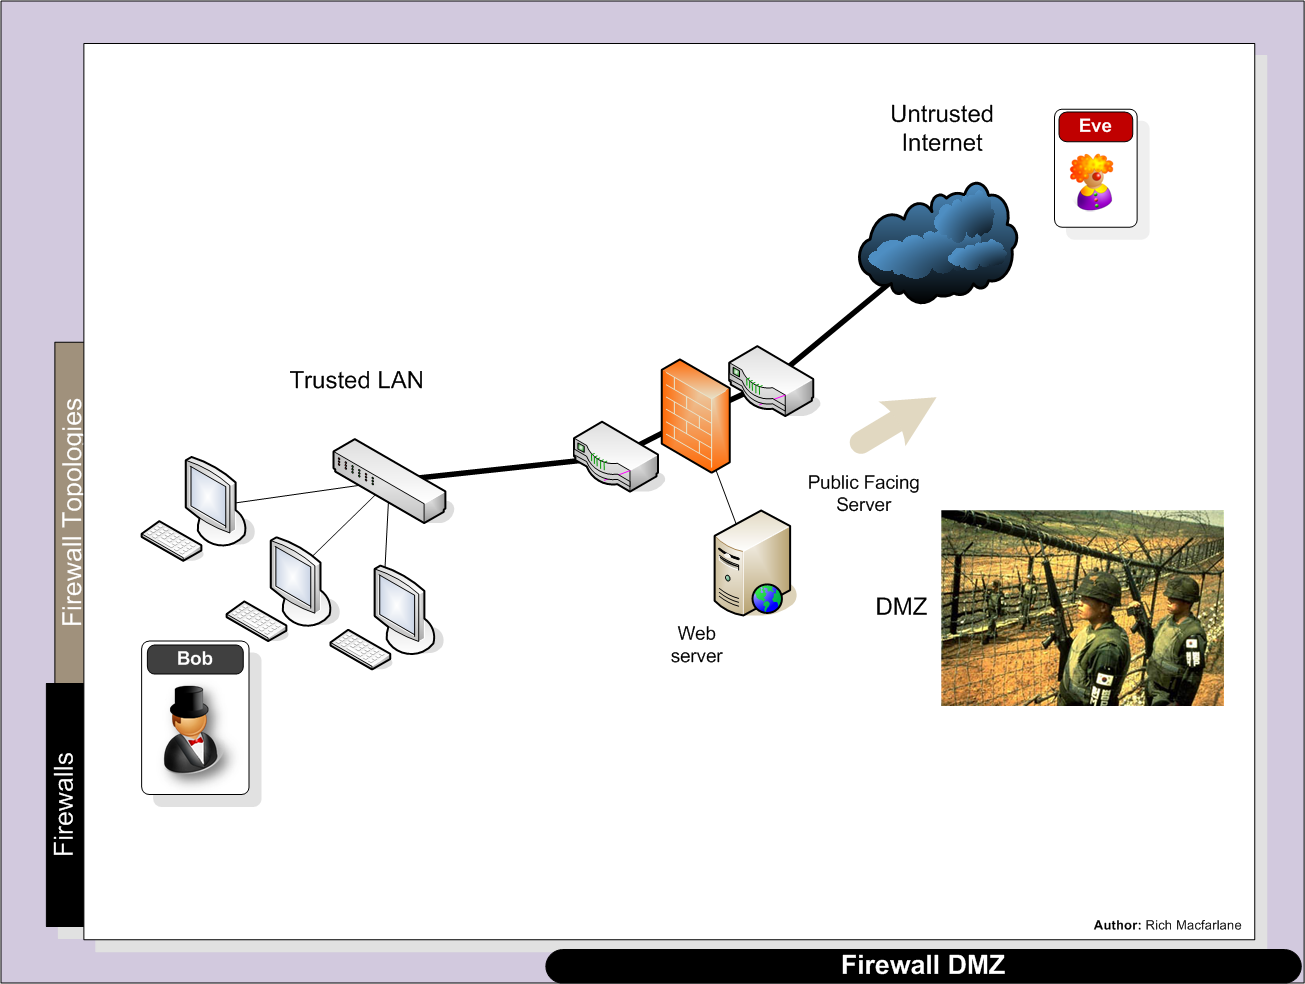 Untrusted
Internet
Eve
Trusted LAN
Public Facing
Server
DMZ
Web
server
Bob
Firewall Topologies
Firewalls
Author: Rich Macfarlane
Firewall DMZ